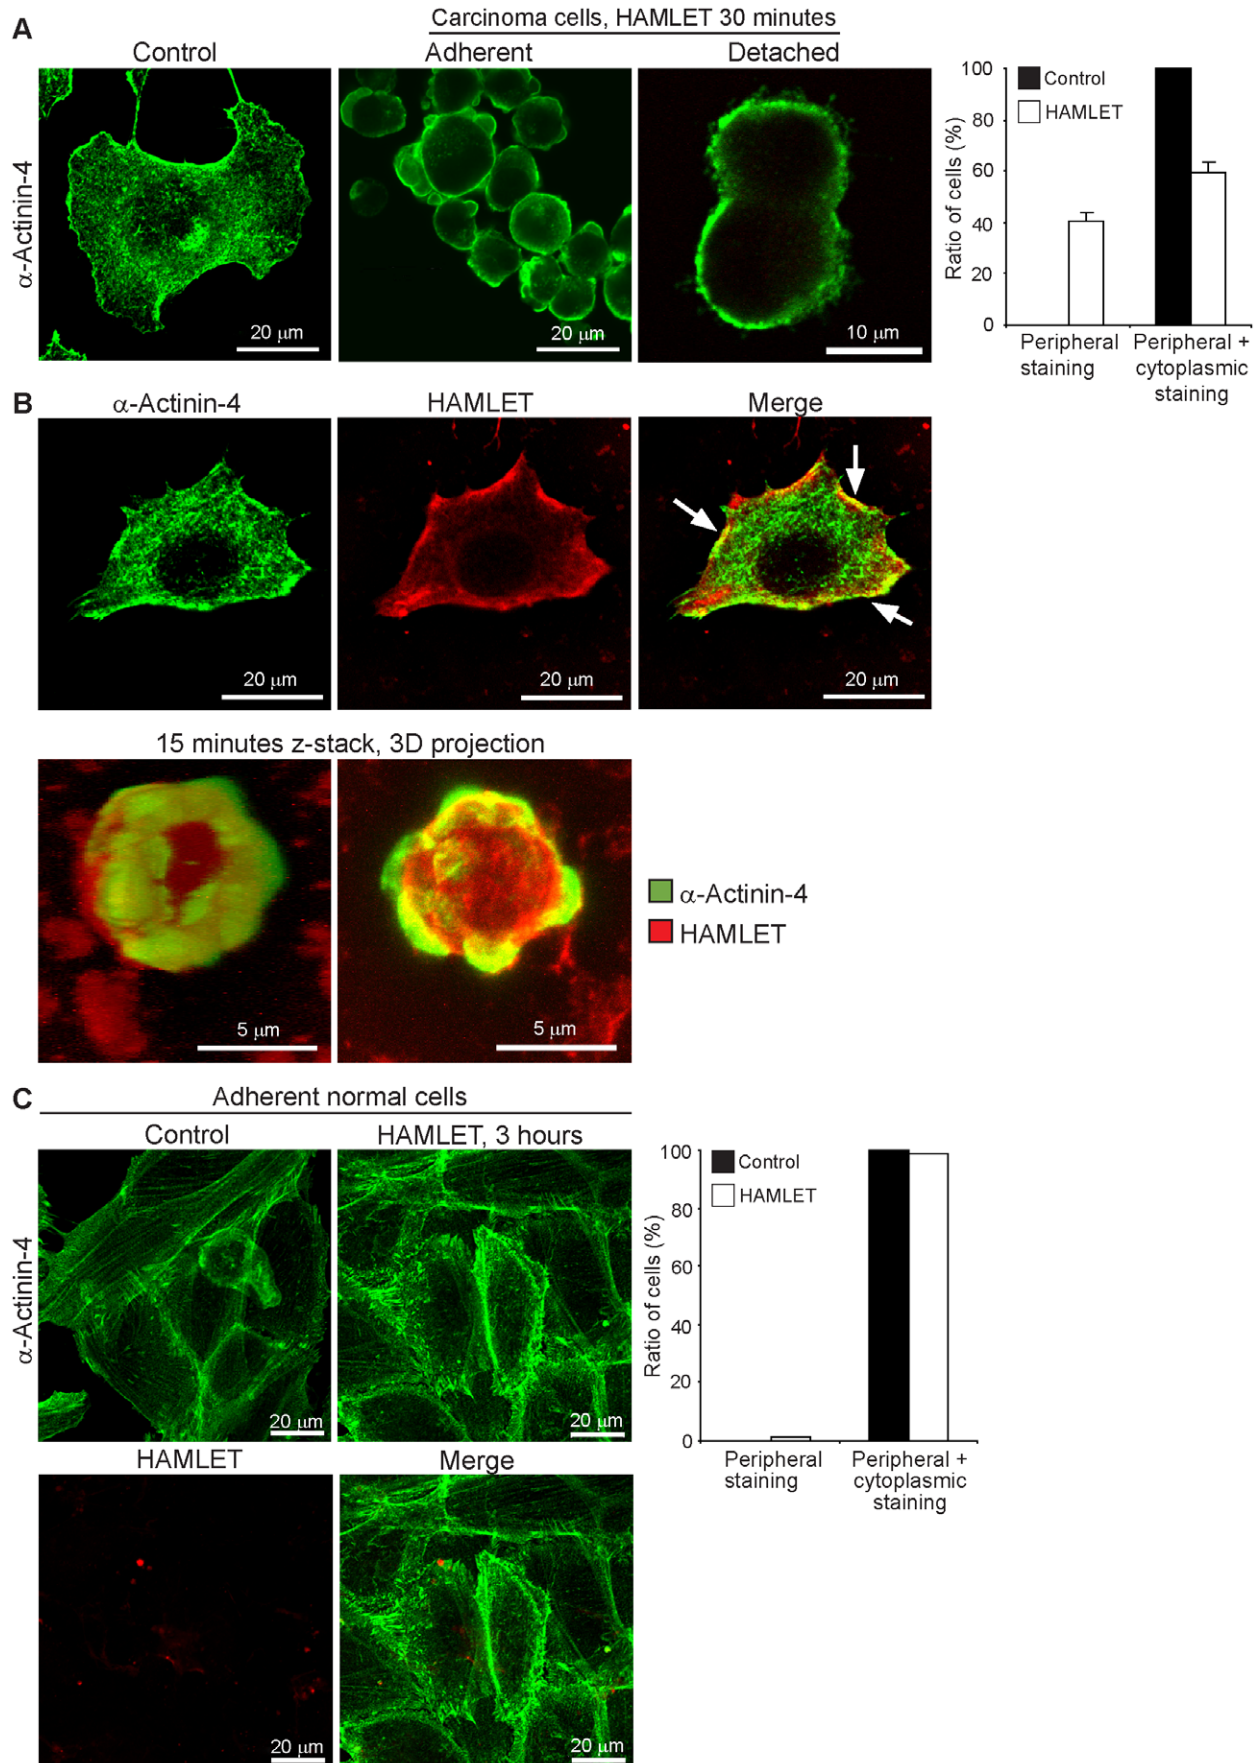 A
Carcinoma cells, HAMLET 30 minutes
Control
Adherent
Detached
α-Actinin-4
20 μm
20 μm
10 μm
Ratio of cells (%)
100
80
60
40
20
0
Control
HAMLET
Peripheral
staining
Peripheral +
cytoplasmic
staining
B
α-Actinin-4
HAMLET
Merge
20 μm
20 μm
20 μm
15 minutes z-stack, 3D projection
5 μm
5 μm
α-Actinin-4
HAMLET
C
Adherent normal cells
Control
HAMLET, 3 hours
α-Actinin-4
20 μm
20 μm
HAMLET
Merge
20 μm
20 μm
Ratio of cells (%)
100
80
60
40
20
0
Control
HAMLET
Peripheral
staining
Peripheral +
cytoplasmic
staining